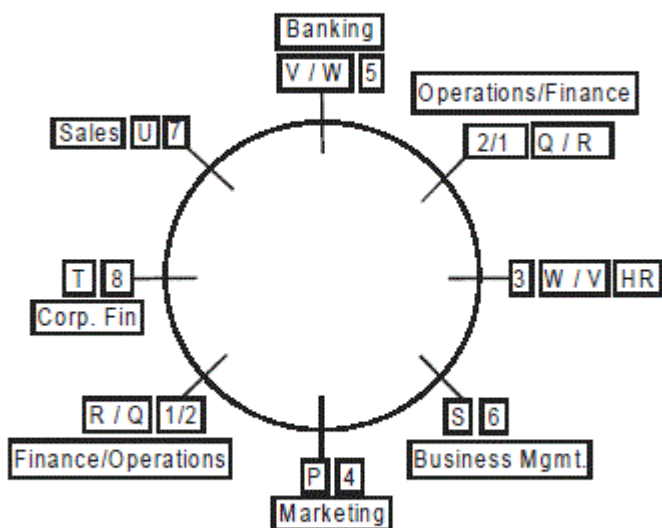 Banking
V / W 5
Operations/Finance
2/1 Q / R
Sales U 7
3 W / V HR
T 8
Corp. Fin
S 6
Business Mgmt.
R / Q 1/2
Finance/Operations
P 4
Marketing